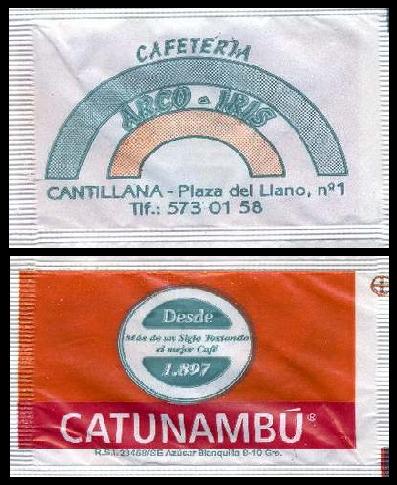 CAFETERIA
ARCO - IRIS
CANTILLANA - Plaza del Llano, nº1
Tlf.: 573 01 58
Desde
Más de un Siglo Tostando
el mejor Café
1.897
CATUNAMBÚ®
R.S.I. 23468/SE Azúcar Blanquilla 8-10 Grs.